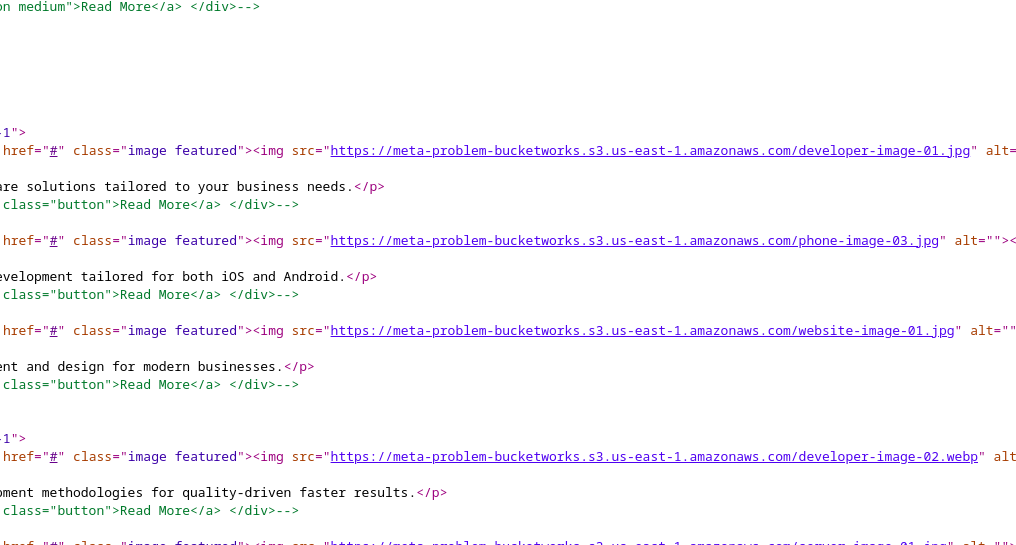 on medium">Read More</a> </div>-->
-1">
href="#" class="image featured"><img src="https://meta-problem-bucketworks.s3.us-east-1.amazonaws.com/developer-image-01.jpg" alt=
are solutions tailored to your business needs.</p>
class="button">Read More</a> </div>-->
href="#" class="image featured"><img src="https://meta-problem-bucketworks.s3.us-east-1.amazonaws.com/phone-image-03.jpg" alt=""><
evelopment tailored for both iOS and Android.</p>
class="button">Read More</a> </div>-->
href="#" class="image featured"><img src="https://meta-problem-bucketworks.s3.us-east-1.amazonaws.com/website-image-01.jpg" alt=""
ent and design for modern businesses.</p>
class="button">Read More</a> </div>-->
-1">
href="#" class="image featured"><img src="https://meta-problem-bucketworks.s3.us-east-1.amazonaws.com/developer-image-02.webp" alt
pment methodologies for quality-driven faster results.</p>
class="button">Read More</a> </div>-->